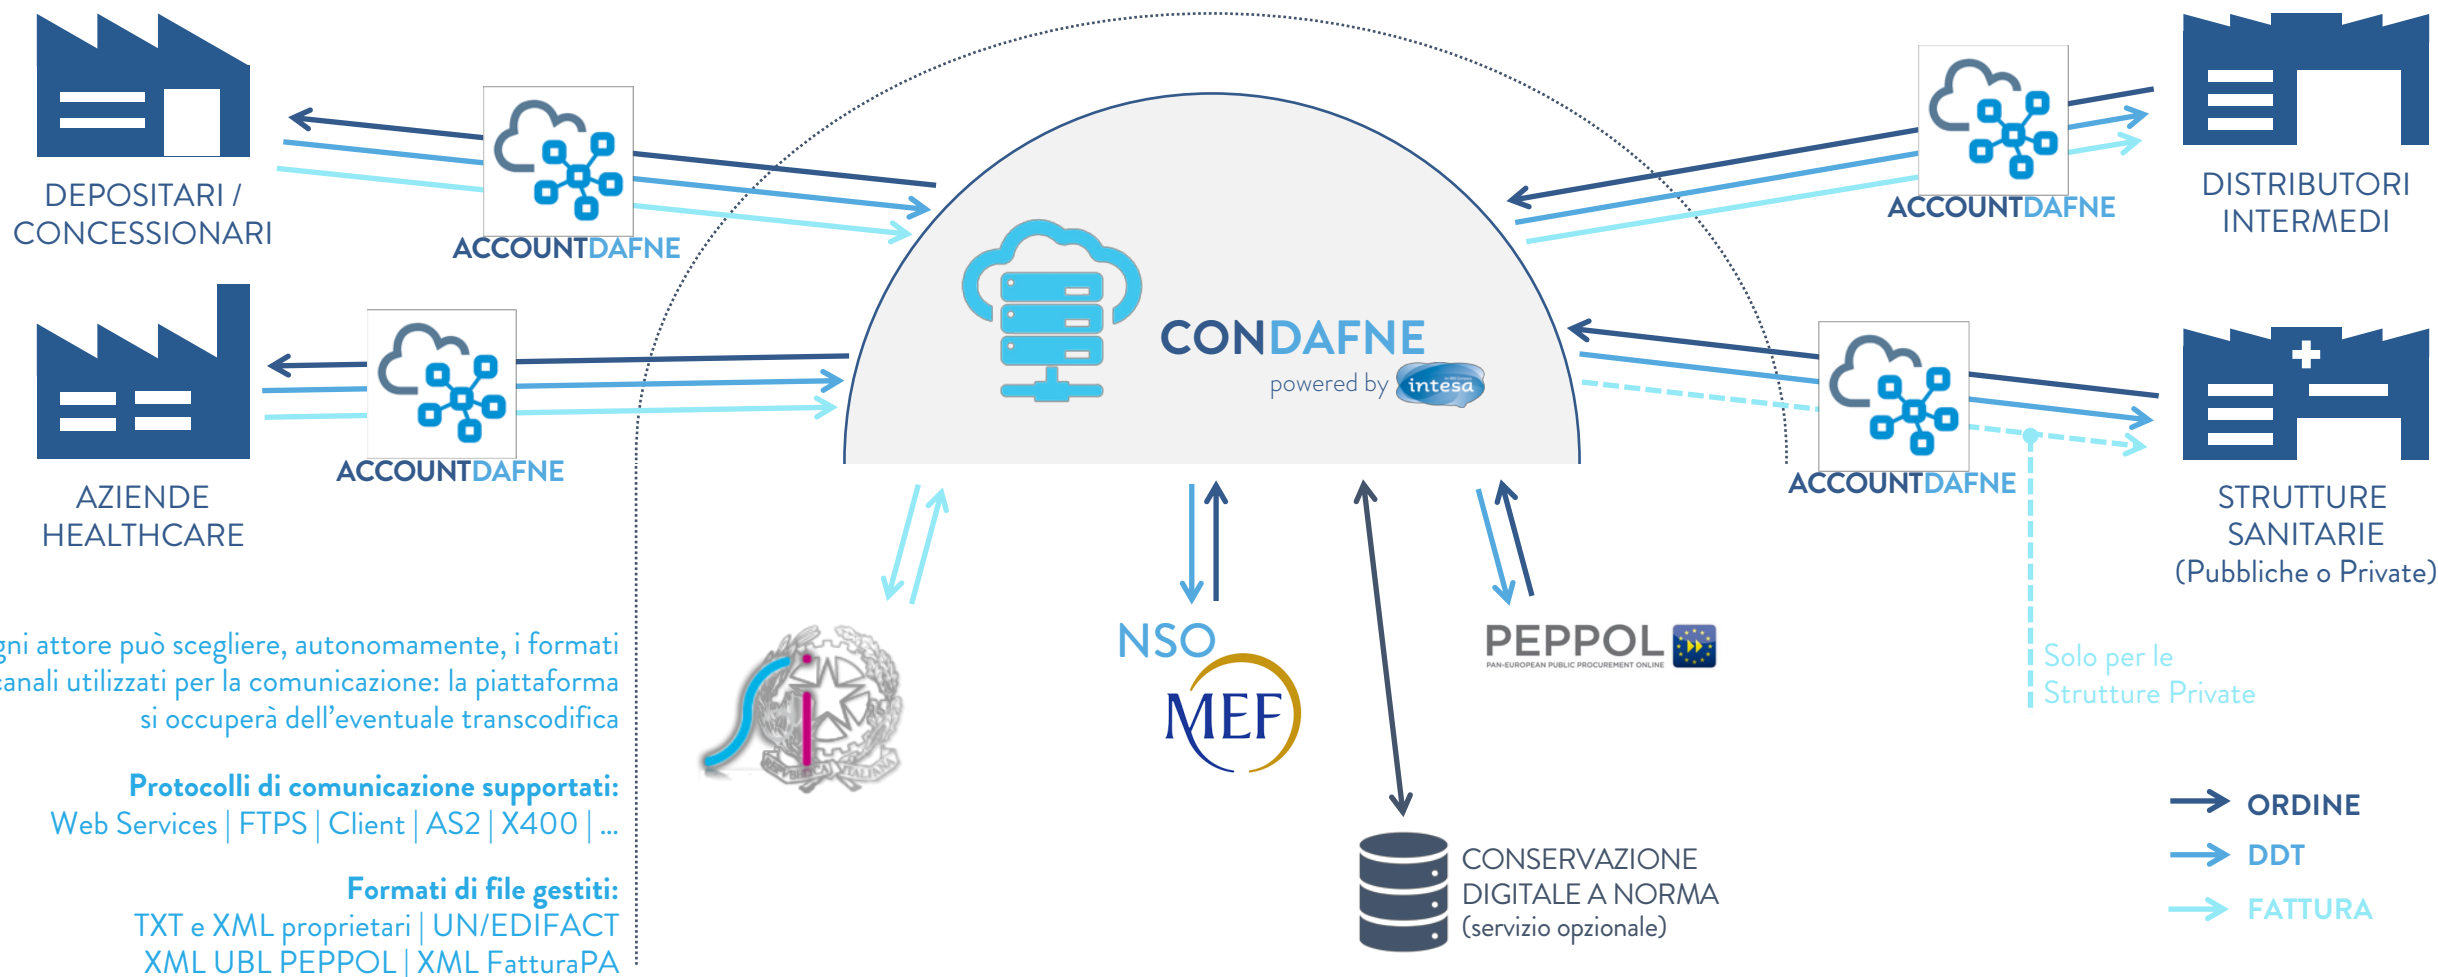 DEPOSITARI /
CONCESSIONARI
ACCOUNTDAFNE
AZIENDE
HEALTHCARE
ACCOUNTDAFNE
CONDAFNE
powered by intesa
ACCOUNTDAFNE
DISTRIBUTORI
INTERMEDI
ACCOUNTDAFNE
STRUTTURE
SANITARIE
(Pubbliche o Private)
Solo per le
Strutture Private
gni attore può scegliere, autonomamente, i formati
canali utilizzati per la comunicazione: la piattaforma
si occuperà dell'eventuale transcodifica
Protocolli di comunicazione supportati:
Web Services | FTPS | Client | AS2 | X400 | ...
Formati di file gestiti:
TXT e XML proprietari | UN/EDIFACT
XML UBL PEPPOL | XML FatturaPA
NSO
MEF
PEPPOL
PAN-EUROPEAN PUBLIC PROCUREMENT ONLINE
CONSERVAZIONE
DIGITALE A NORMA
(servizio opzionale)
ORDINE
DDT
FATTURA